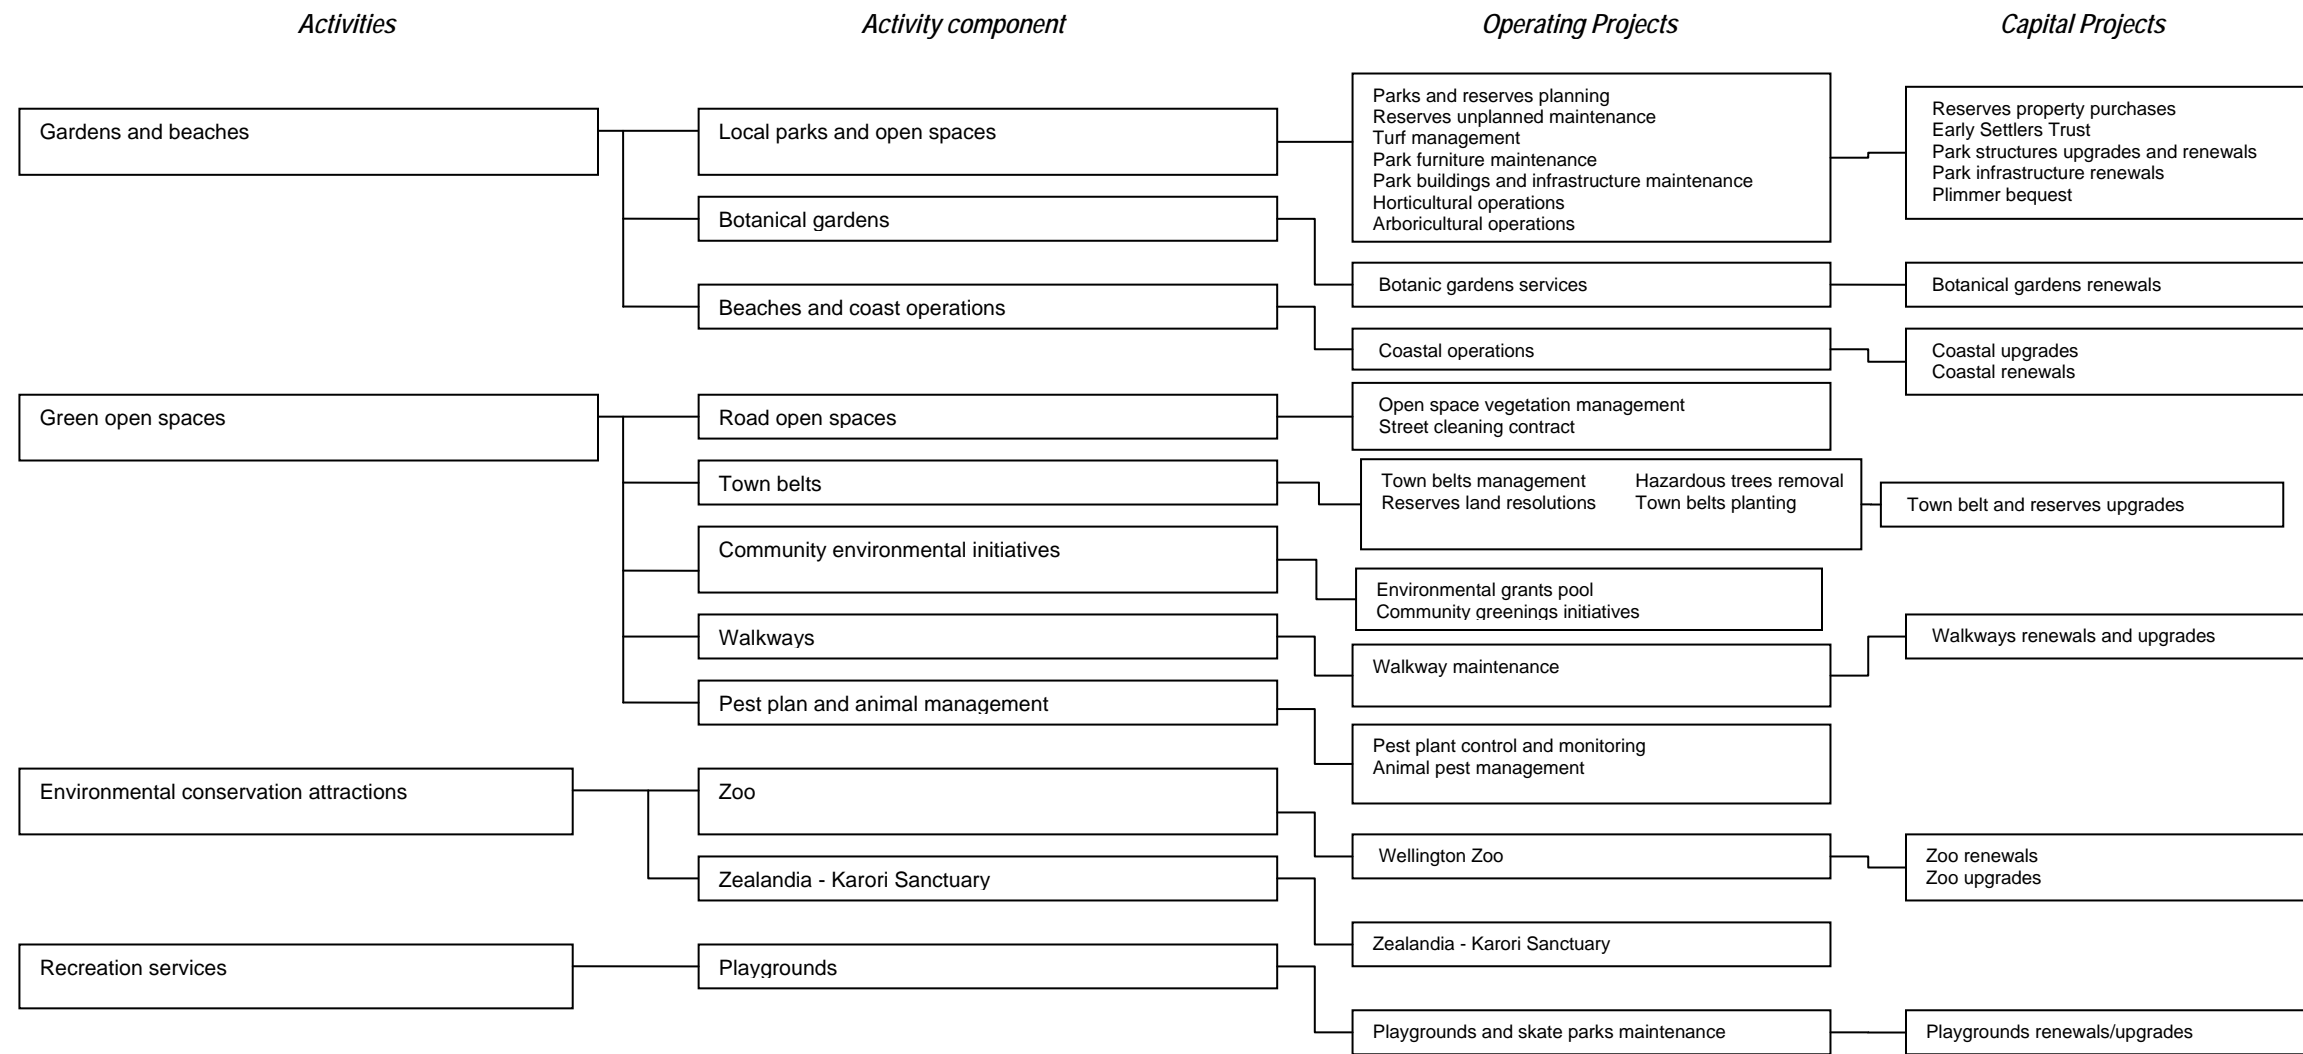 Activities
Activity component
Operating Projects
Capital Projects
Gardens and beaches
Local parks and open spaces
Parks and reserves planning
Reserves unplanned maintenance
Turf management
Park furniture maintenance
Park buildings and infrastructure maintenance
Horticultural operations
Arboricultural operations
Reserves property purchases
Early Settlers Trust
Park structures upgrades and renewals
Park infrastructure renewals
Plimmer bequest
Botanical gardens
Botanic gardens services
Botanical gardens renewals
Beaches and coast operations
Coastal operations
Coastal upgrades
Coastal renewals
Green open spaces
Road open spaces
Open space vegetation management
Street cleaning contract
Town belts
Town belts management Hazardous trees removal
Reserves land resolutions Town belts planting
Town belt and reserves upgrades
Community environmental initiatives
Environmental grants pool
Community greenings initiatives
Walkways
Walkway maintenance
Walkways renewals and upgrades
Pest plan and animal management
Pest plant control and monitoring
Animal pest management
Environmental conservation attractions
Zoo
Wellington Zoo
Zoo renewals
Zoo upgrades
Zealandia - Karori Sanctuary
Zealandia - Karori Sanctuary
Recreation services
Playgrounds
Playgrounds and skate parks maintenance
Playgrounds renewals/upgrades